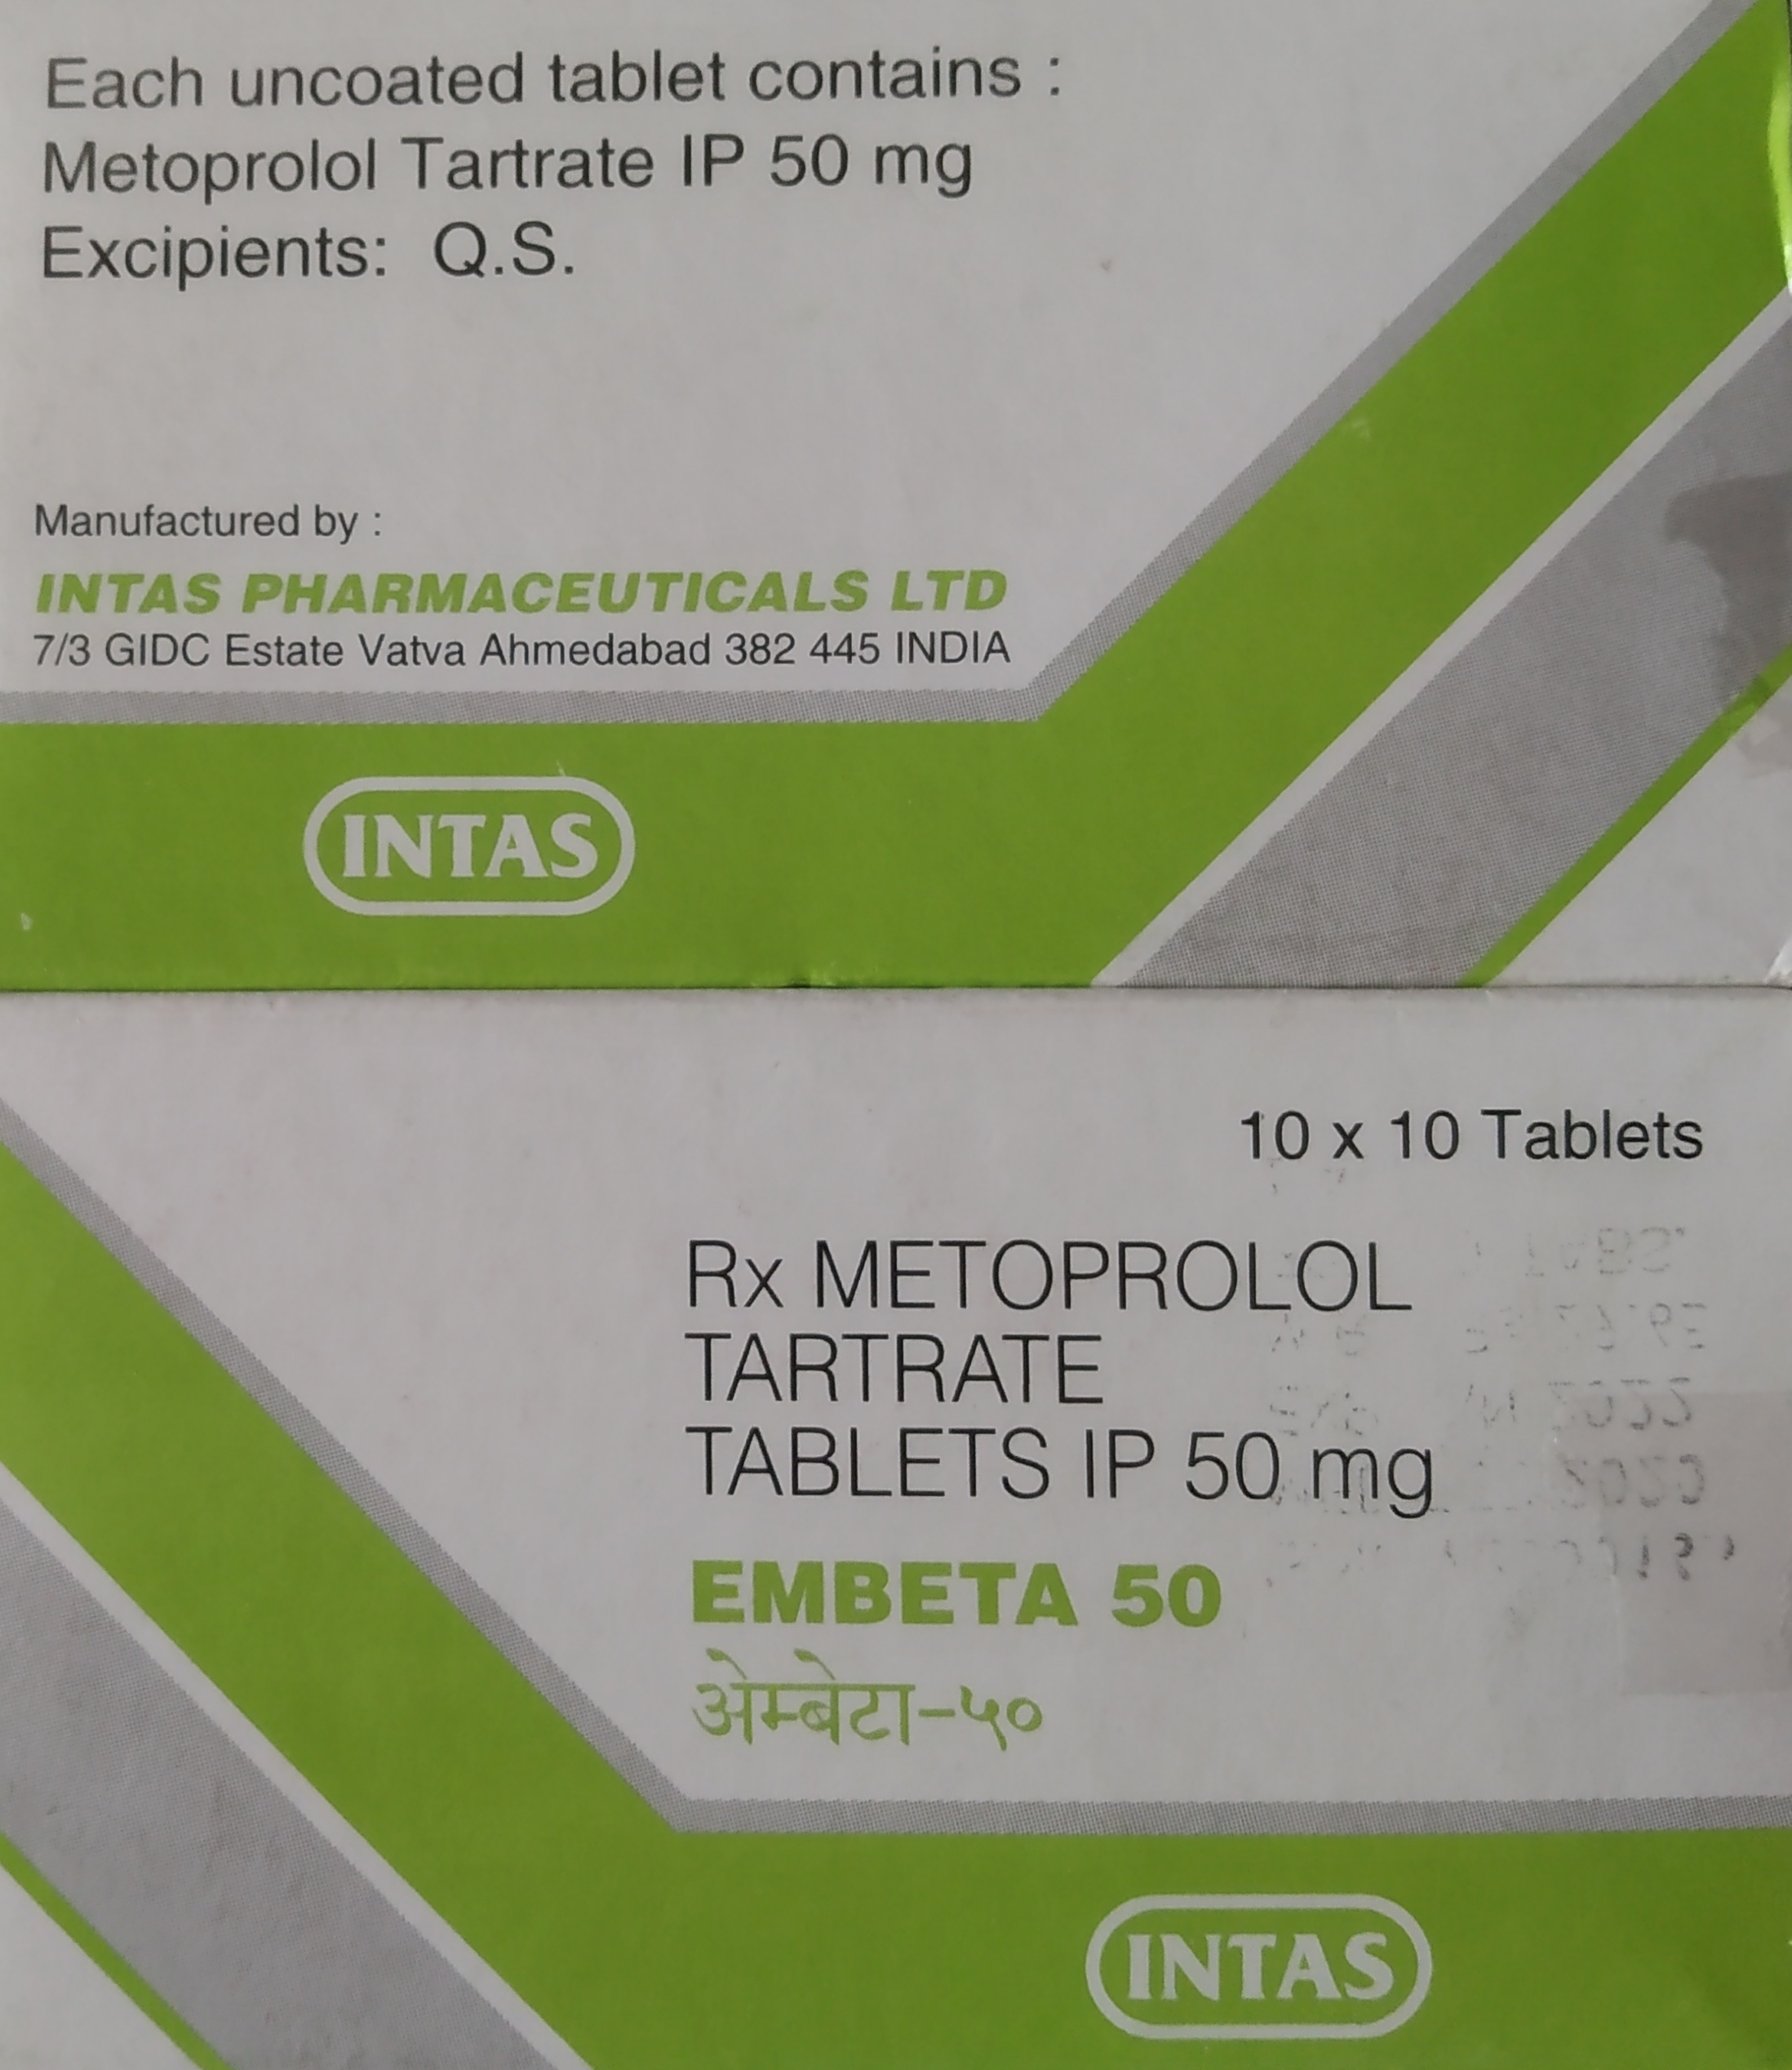 Each uncoated tablet contains :
Metoprolol Tartrate IP 50 mg
Excipients: Q.S.
Manufactured by :
INTAS PHARMACEUTICALS LTD
7/3 GIDC Estate Vatva Ahmedabad 382 445 INDIA
INTAS
10 x 10 Tablets
Rx METOPROLOL
TARTRATE
TABLETS IP 50 mg
EMBETA 50
ॲम्बेटा-५०
INTAS